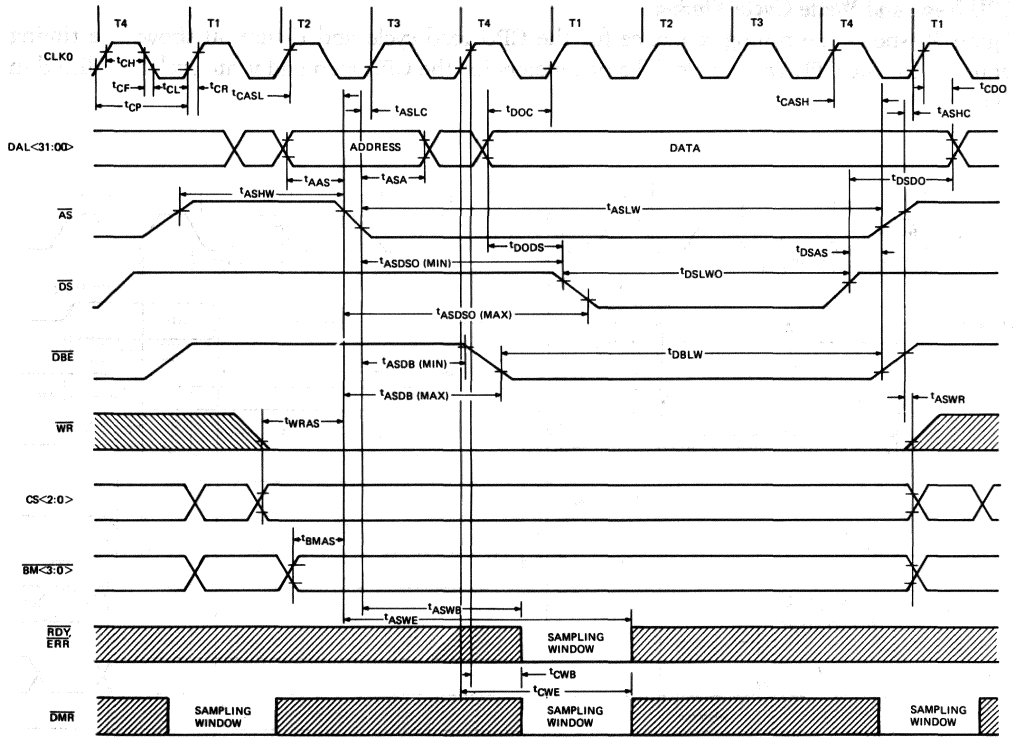 T4 T1 T2 T3 T4 T1 T2 T3 T4 T1
CLK0
tCH
tCF tCL tCR tCASL tASLC tDOC tCASH tCDO
tCP tASHC
DAL<31:00> ADDRESS DATA
tAAS tASA tDSDO
tASHW
AS tASLW
tDODS tDSAS
tASDSO (MIN)
DS tDSLWO
tASDSO (MAX)
DBE tASDB (MIN) tDBLW
tASDB (MAX)
tASWR
WR tWRAS
CS<2:0>
tBMAS
BM<3:0>
tASWB
tASWE
RDY,
ERR
SAMPLING
WINDOW
tCWB
tCWE
DMR
SAMPLING
WINDOW
SAMPLING
WINDOW
SAMPLING
WINDOW